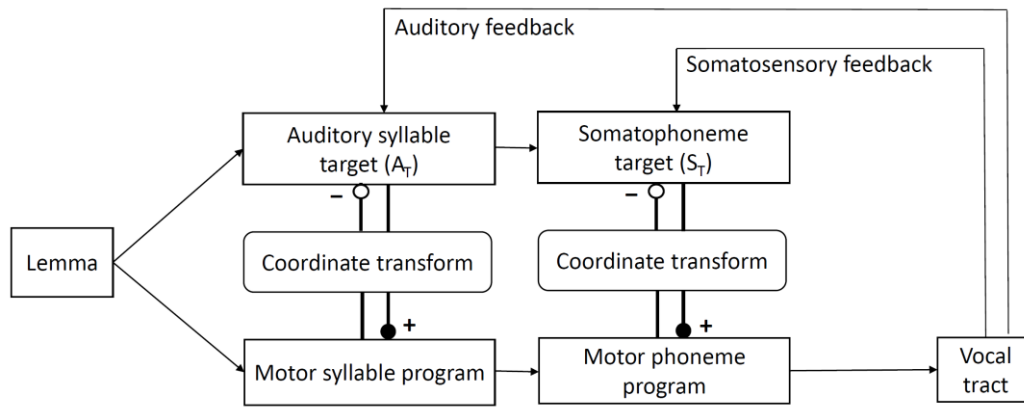 Auditory feedback
Somatosensory feedback
Auditory syllable
target (A_T)
Somatophoneme
target (S_T)
−
−
Lemma
Coordinate transform
Coordinate transform
+
+
Motor syllable program
Motor phoneme
program
Vocal
tract